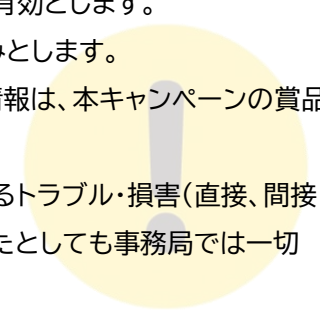 有効とします。
みとします。
情報は、本キャンペーンの賞品
るトラブル・損害（直接、間接
たとしても事務局では一切